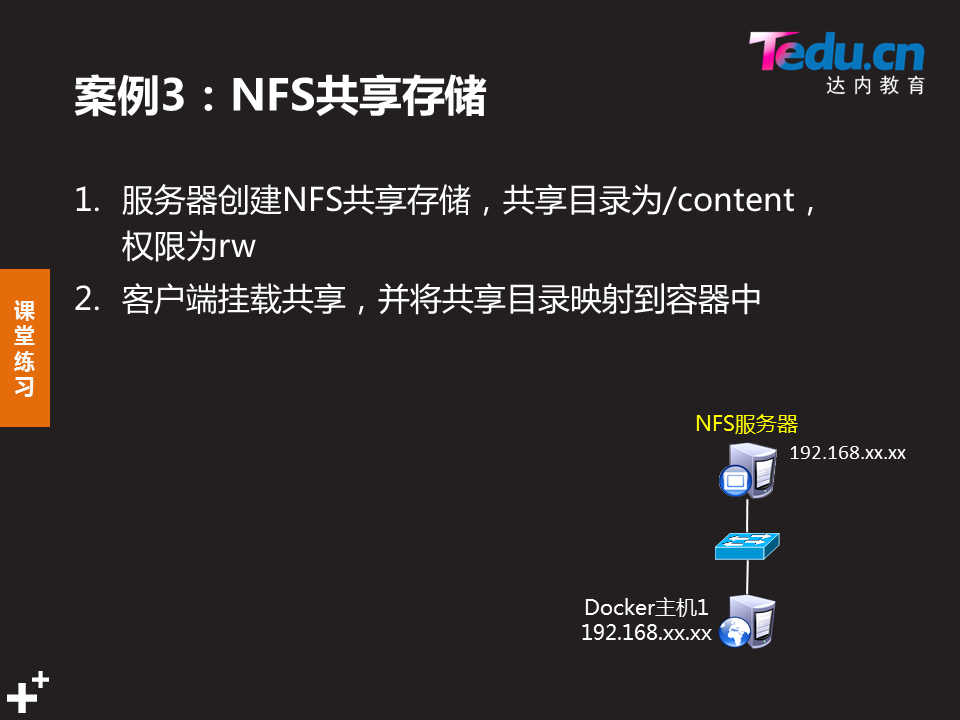 Tedu.cn
达内教育
案例3：NFS共享存储
1. 服务器创建NFS共享存储，共享目录为/content，
权限为rw
2. 客户端挂载共享，并将共享目录映射到容器中
课堂练习
NFS服务器
192.168.xx.xx
Docker主机1
192.168.xx.xx